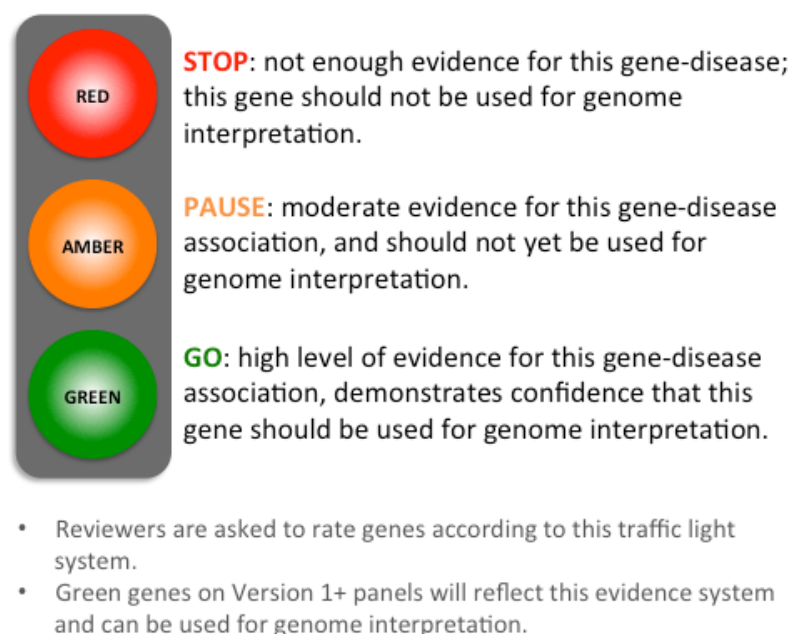 RED
STOP: not enough evidence for this gene-disease;
this gene should not be used for genome
interpretation.
AMBER
PAUSE: moderate evidence for this gene-disease
association, and should not yet be used for
genome interpretation.
GREEN
GO: high level of evidence for this gene-disease
association, demonstrates confidence that this
gene should be used for genome interpretation.
• Reviewers are asked to rate genes according to this traffic light
system.
• Green genes on Version 1+ panels will reflect this evidence system
and can be used for genome interpretation.